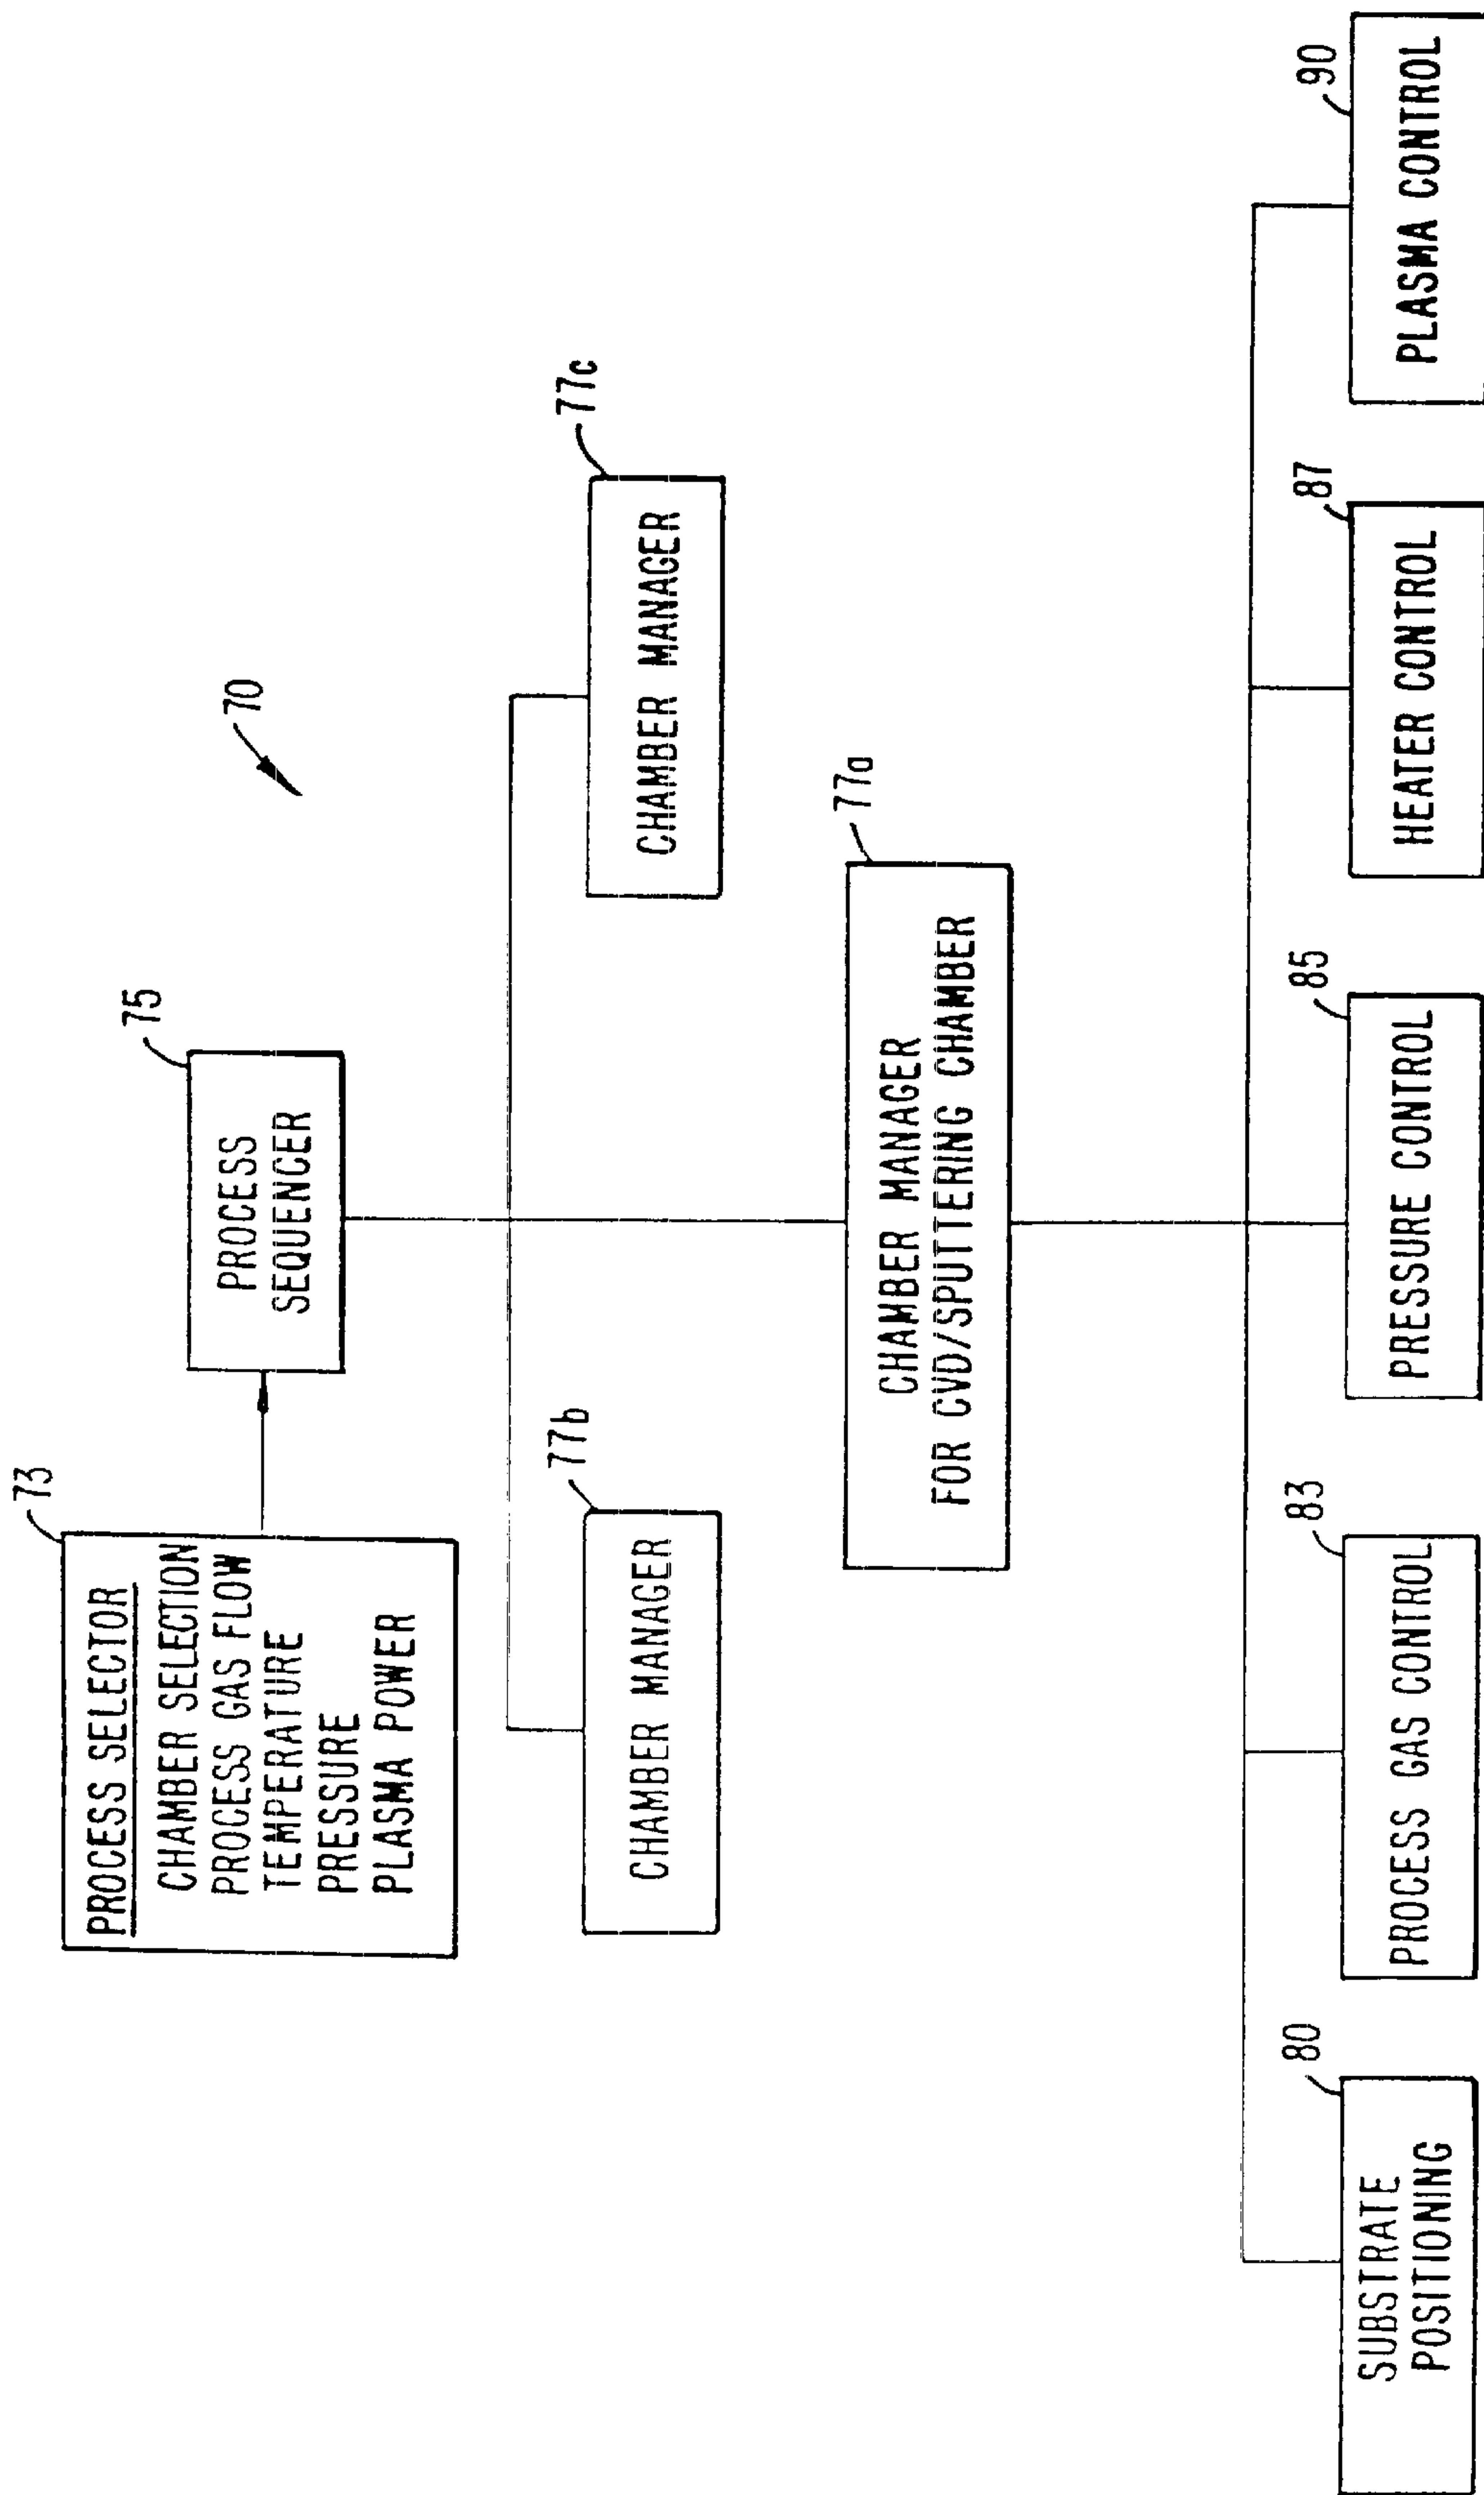 73
PROCESS SELECTOR
CHAMBER SELECTION
PROCESS GAS FLOW
TEMPERATURE
PRESSURE
PLASMA POWER
75
PROCESS
SEQUENCER
70
77b
CHAMBER MANAGER
77c
CHAMBER MANAGER
77a
CHAMBER MANAGER
FOR CVD/SPUTTERING CHAMBER
80
SUBSTRATE
POSITIONING
83
PROCESS GAS CONTROL
85
PRESSURE CONTROL
87
HEATER CONTROL
90
PLASMA CONTROL